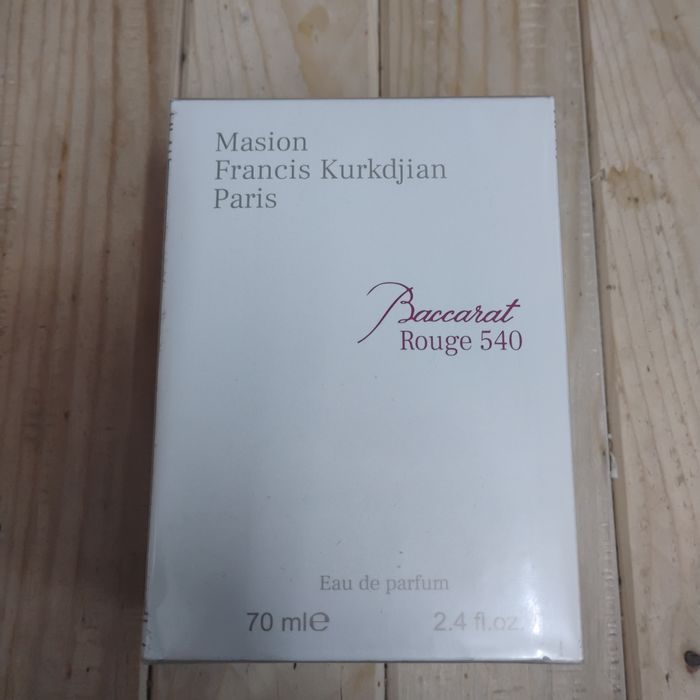 Masion
Francis Kurkdjian
Paris
Baccarat
Rouge 540
Eau de parfum
70 ml℮
2.4 fl.oz.